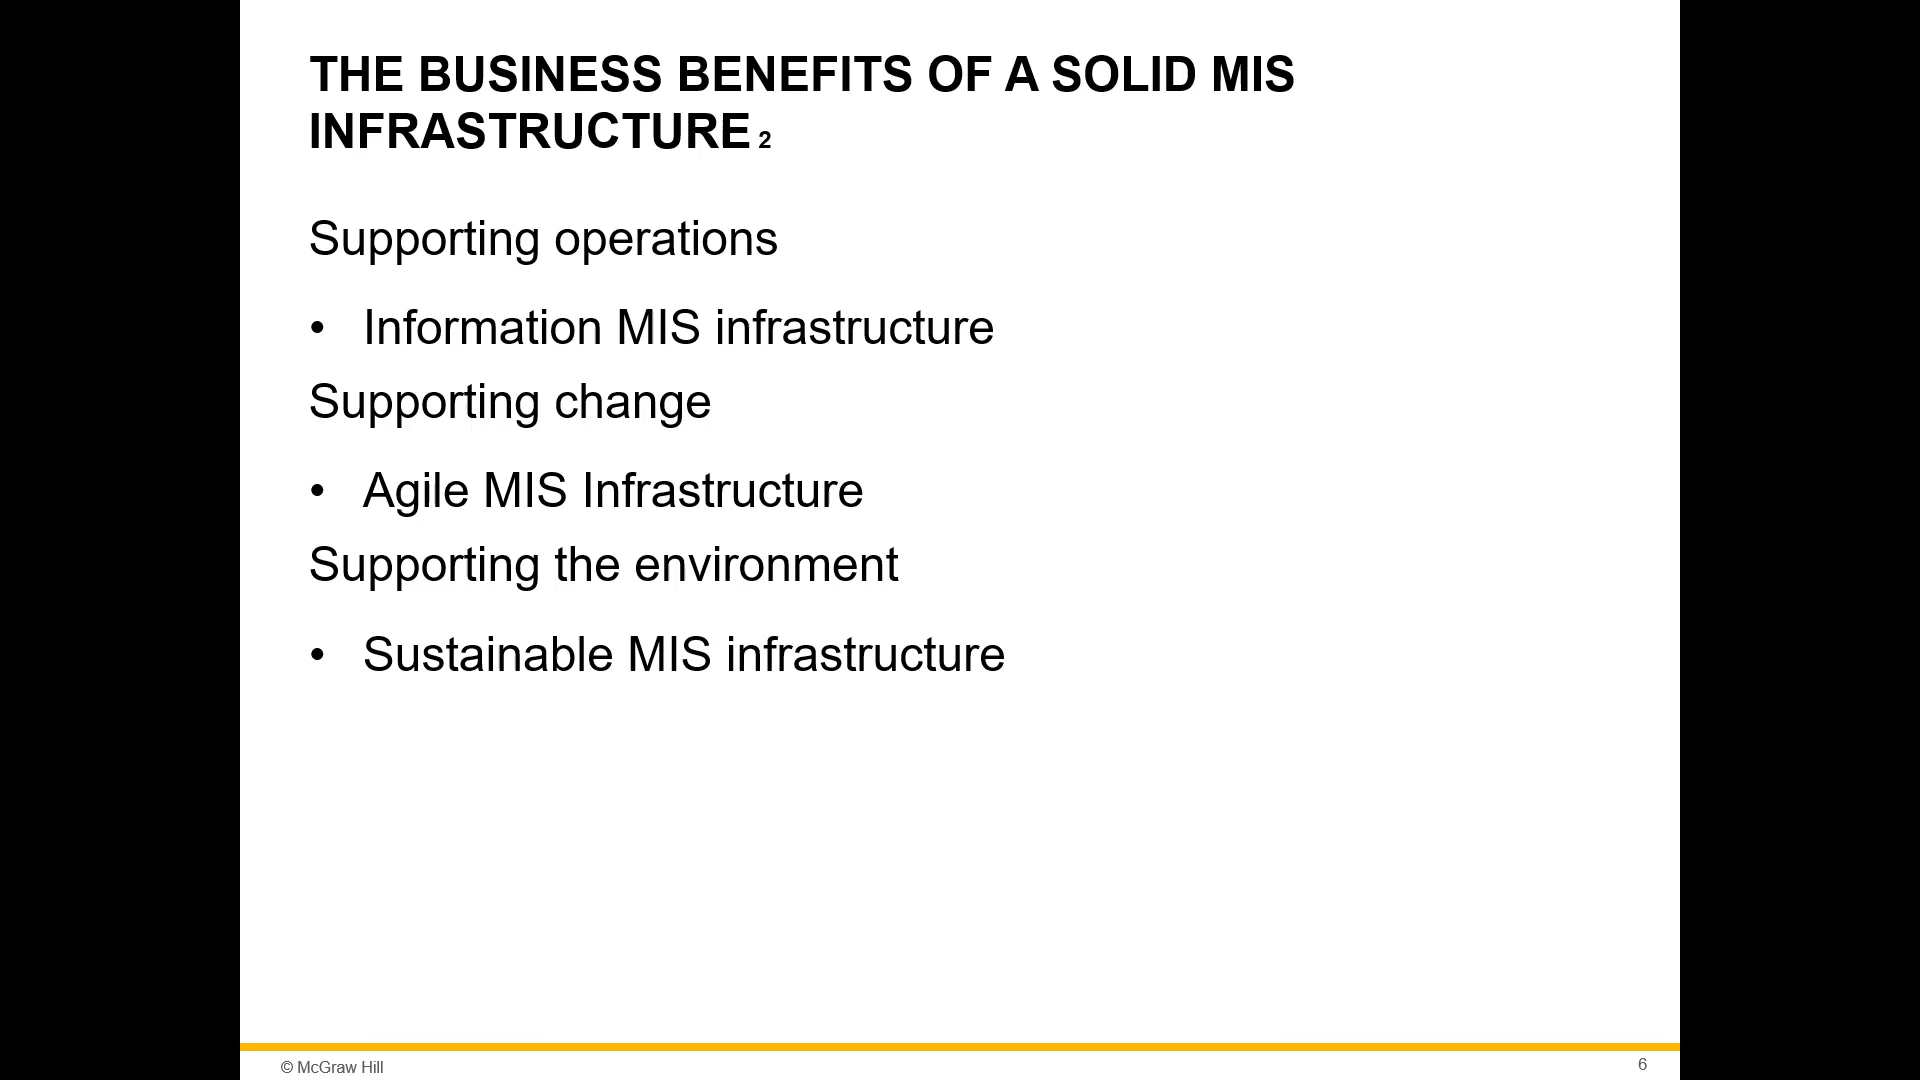 THE BUSINESS BENEFITS OF A SOLID MIS
INFRASTRUCTURE 2
Supporting operations
• Information MIS infrastructure
Supporting change
• Agile MIS Infrastructure
Supporting the environment
• Sustainable MIS infrastructure
© McGraw Hill
6